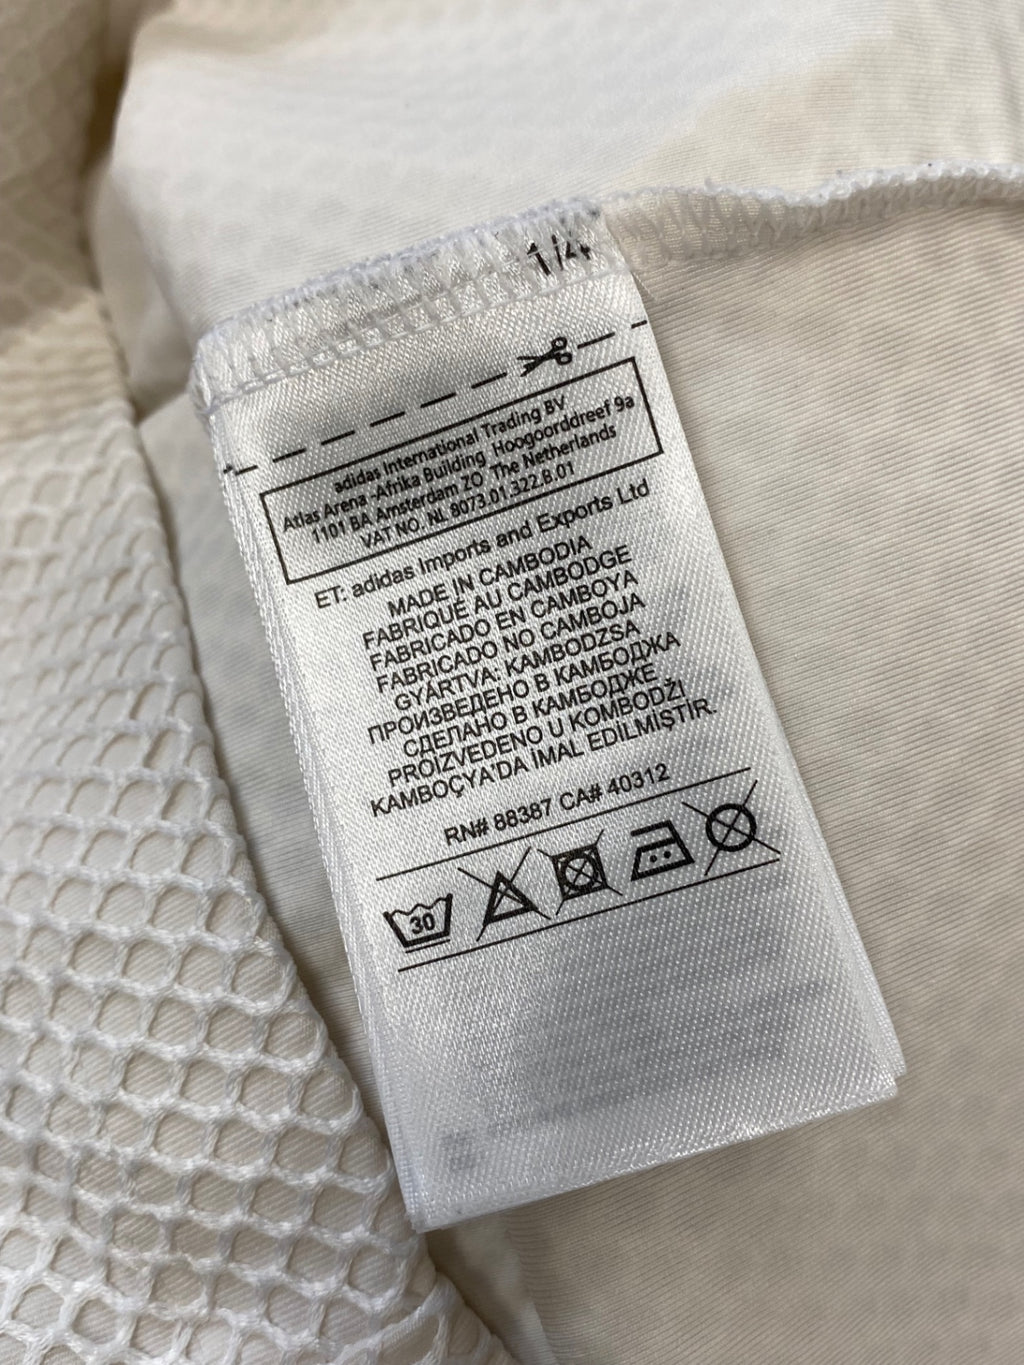 1/4
adidas International Trading BV
Atlas Arena -Afrika Building Hoogoorddreef 9a
1101 BA Amsterdam ZO The Netherlands
VAT NO. NL 8073.01.322.B.01
ET: adidas Imports and Exports Ltd
MADE IN CAMBODIA
FABRIQUÉ AU CAMBODGE
FABRICADO EN CAMBOYA
FABRICADO NO CAMBOJA
GYÁRTVA: KAMBODZSA
ПРОИЗВЕДЕНО В КАМБОДЖА
СДЕЛАНО В КАМБОДЖЕ
PROIZVEDENO U KOMBODŽI
KAMBOÇYA'DA İMAL EDİLMİŞTİR.
RN# 88387 CA# 40312
30